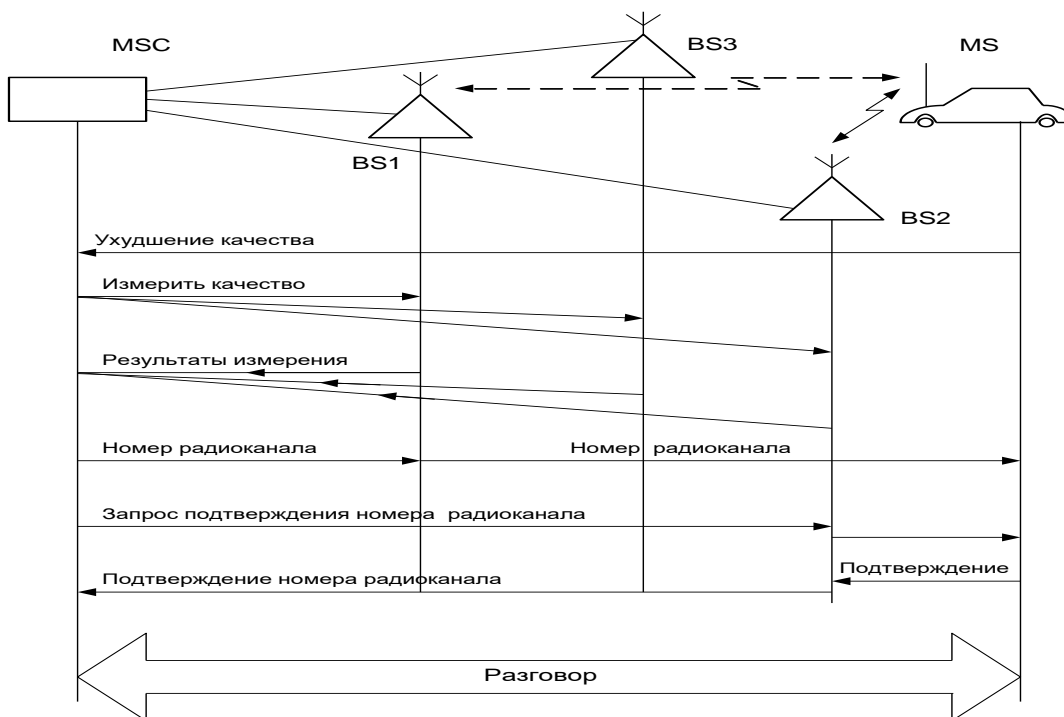 MSC
BS3
MS
BS1
BS2
Ухудшение качества
Измерить качество
Результаты измерения
Номер радиоканала
Номер радиоканала
Запрос подтверждения номера радиоканала
Подтверждение номера радиоканала
Подтверждение
Разговор